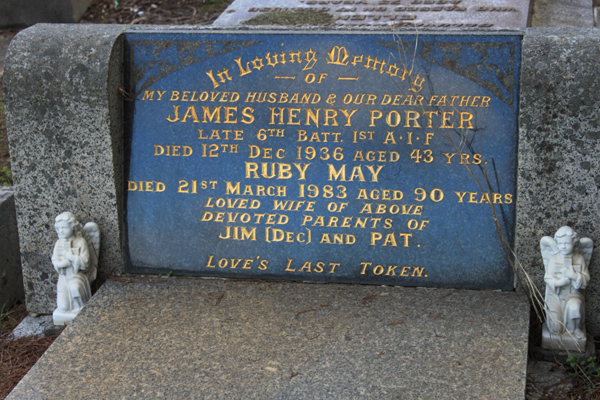 In Loving Memory
OF
MY BELOVED HUSBAND & OUR DEAR FATHER
JAMES HENRY PORTER
LATE 6TH BATT. 1ST A·I·F
DIED 12TH DEC 1936 AGED 43 YRS.
RUBY MAY
DIED 21ST MARCH 1983 AGED 90 YEARS
LOVED WIFE OF ABOVE
DEVOTED PARENTS OF
JIM (DEC) AND PAT.
LOVE'S LAST TOKEN.